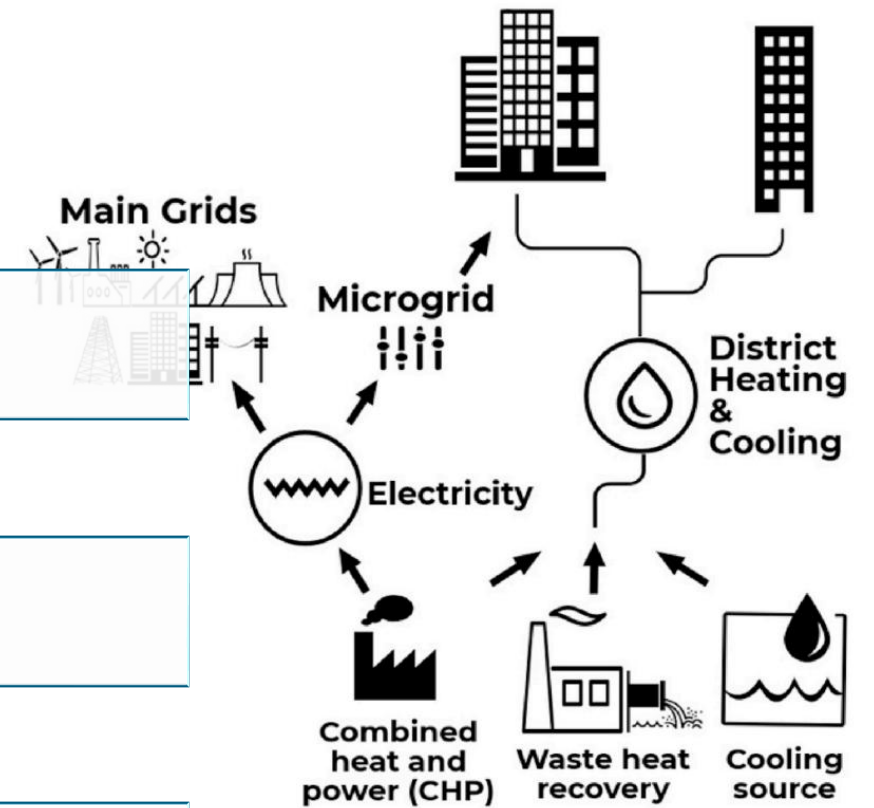 Main Grids
Microgrid
District
Heating
&
Cooling
Electricity
Combined
heat and
power (CHP)
Waste heat
recovery
Cooling
source